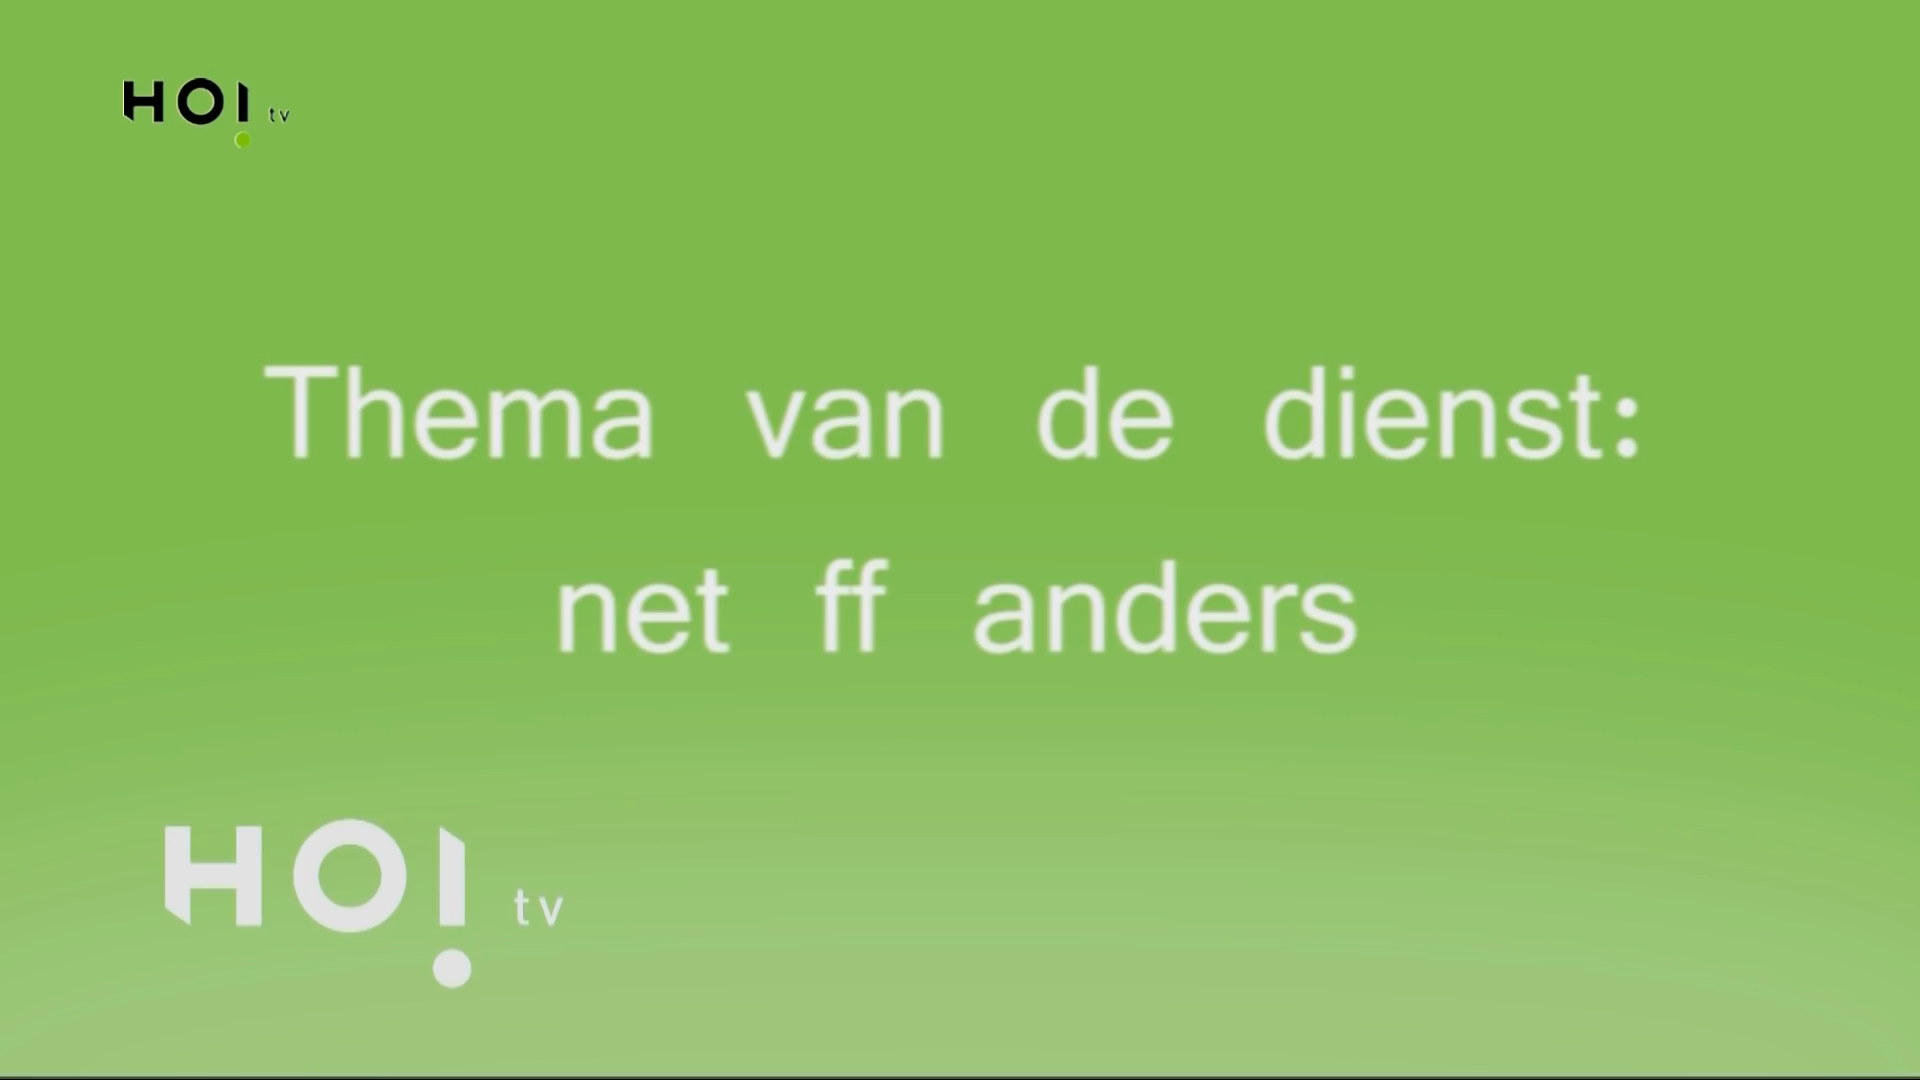 HO! tv
Thema van de dienst:
net ff anders
HO! tv